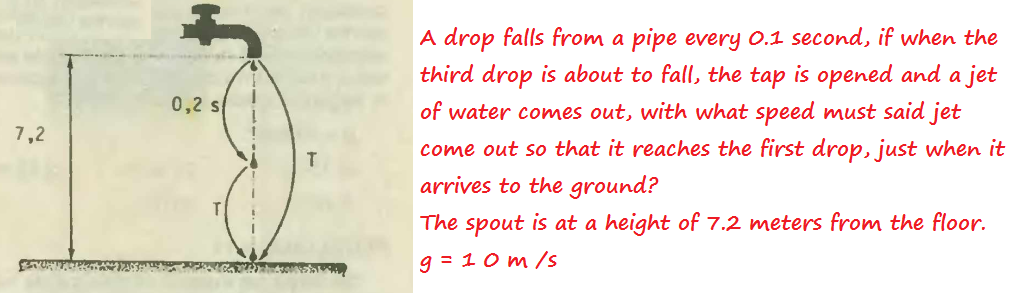 A drop falls from a pipe every 0.1 second, if when the
third drop is about to fall, the tap is opened and a jet
of water comes out, with what speed must said jet
come out so that it reaches the first drop, just when it
arrives to the ground?
The spout is at a height of 7.2 meters from the floor.
g = 1 0 m /s
0,2 s
7,2
T
T